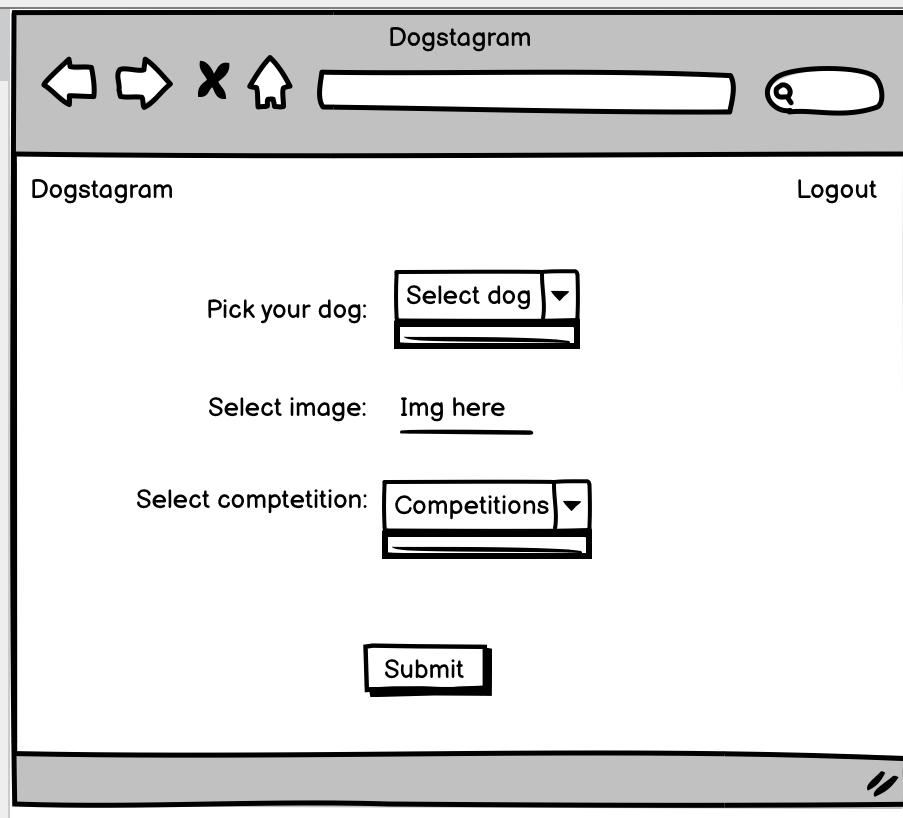 Dogstagram
Dogstagram
Logout
Pick your dog:
Select dog
Select image:
Img here
Select comptetition:
Competitions
Submit